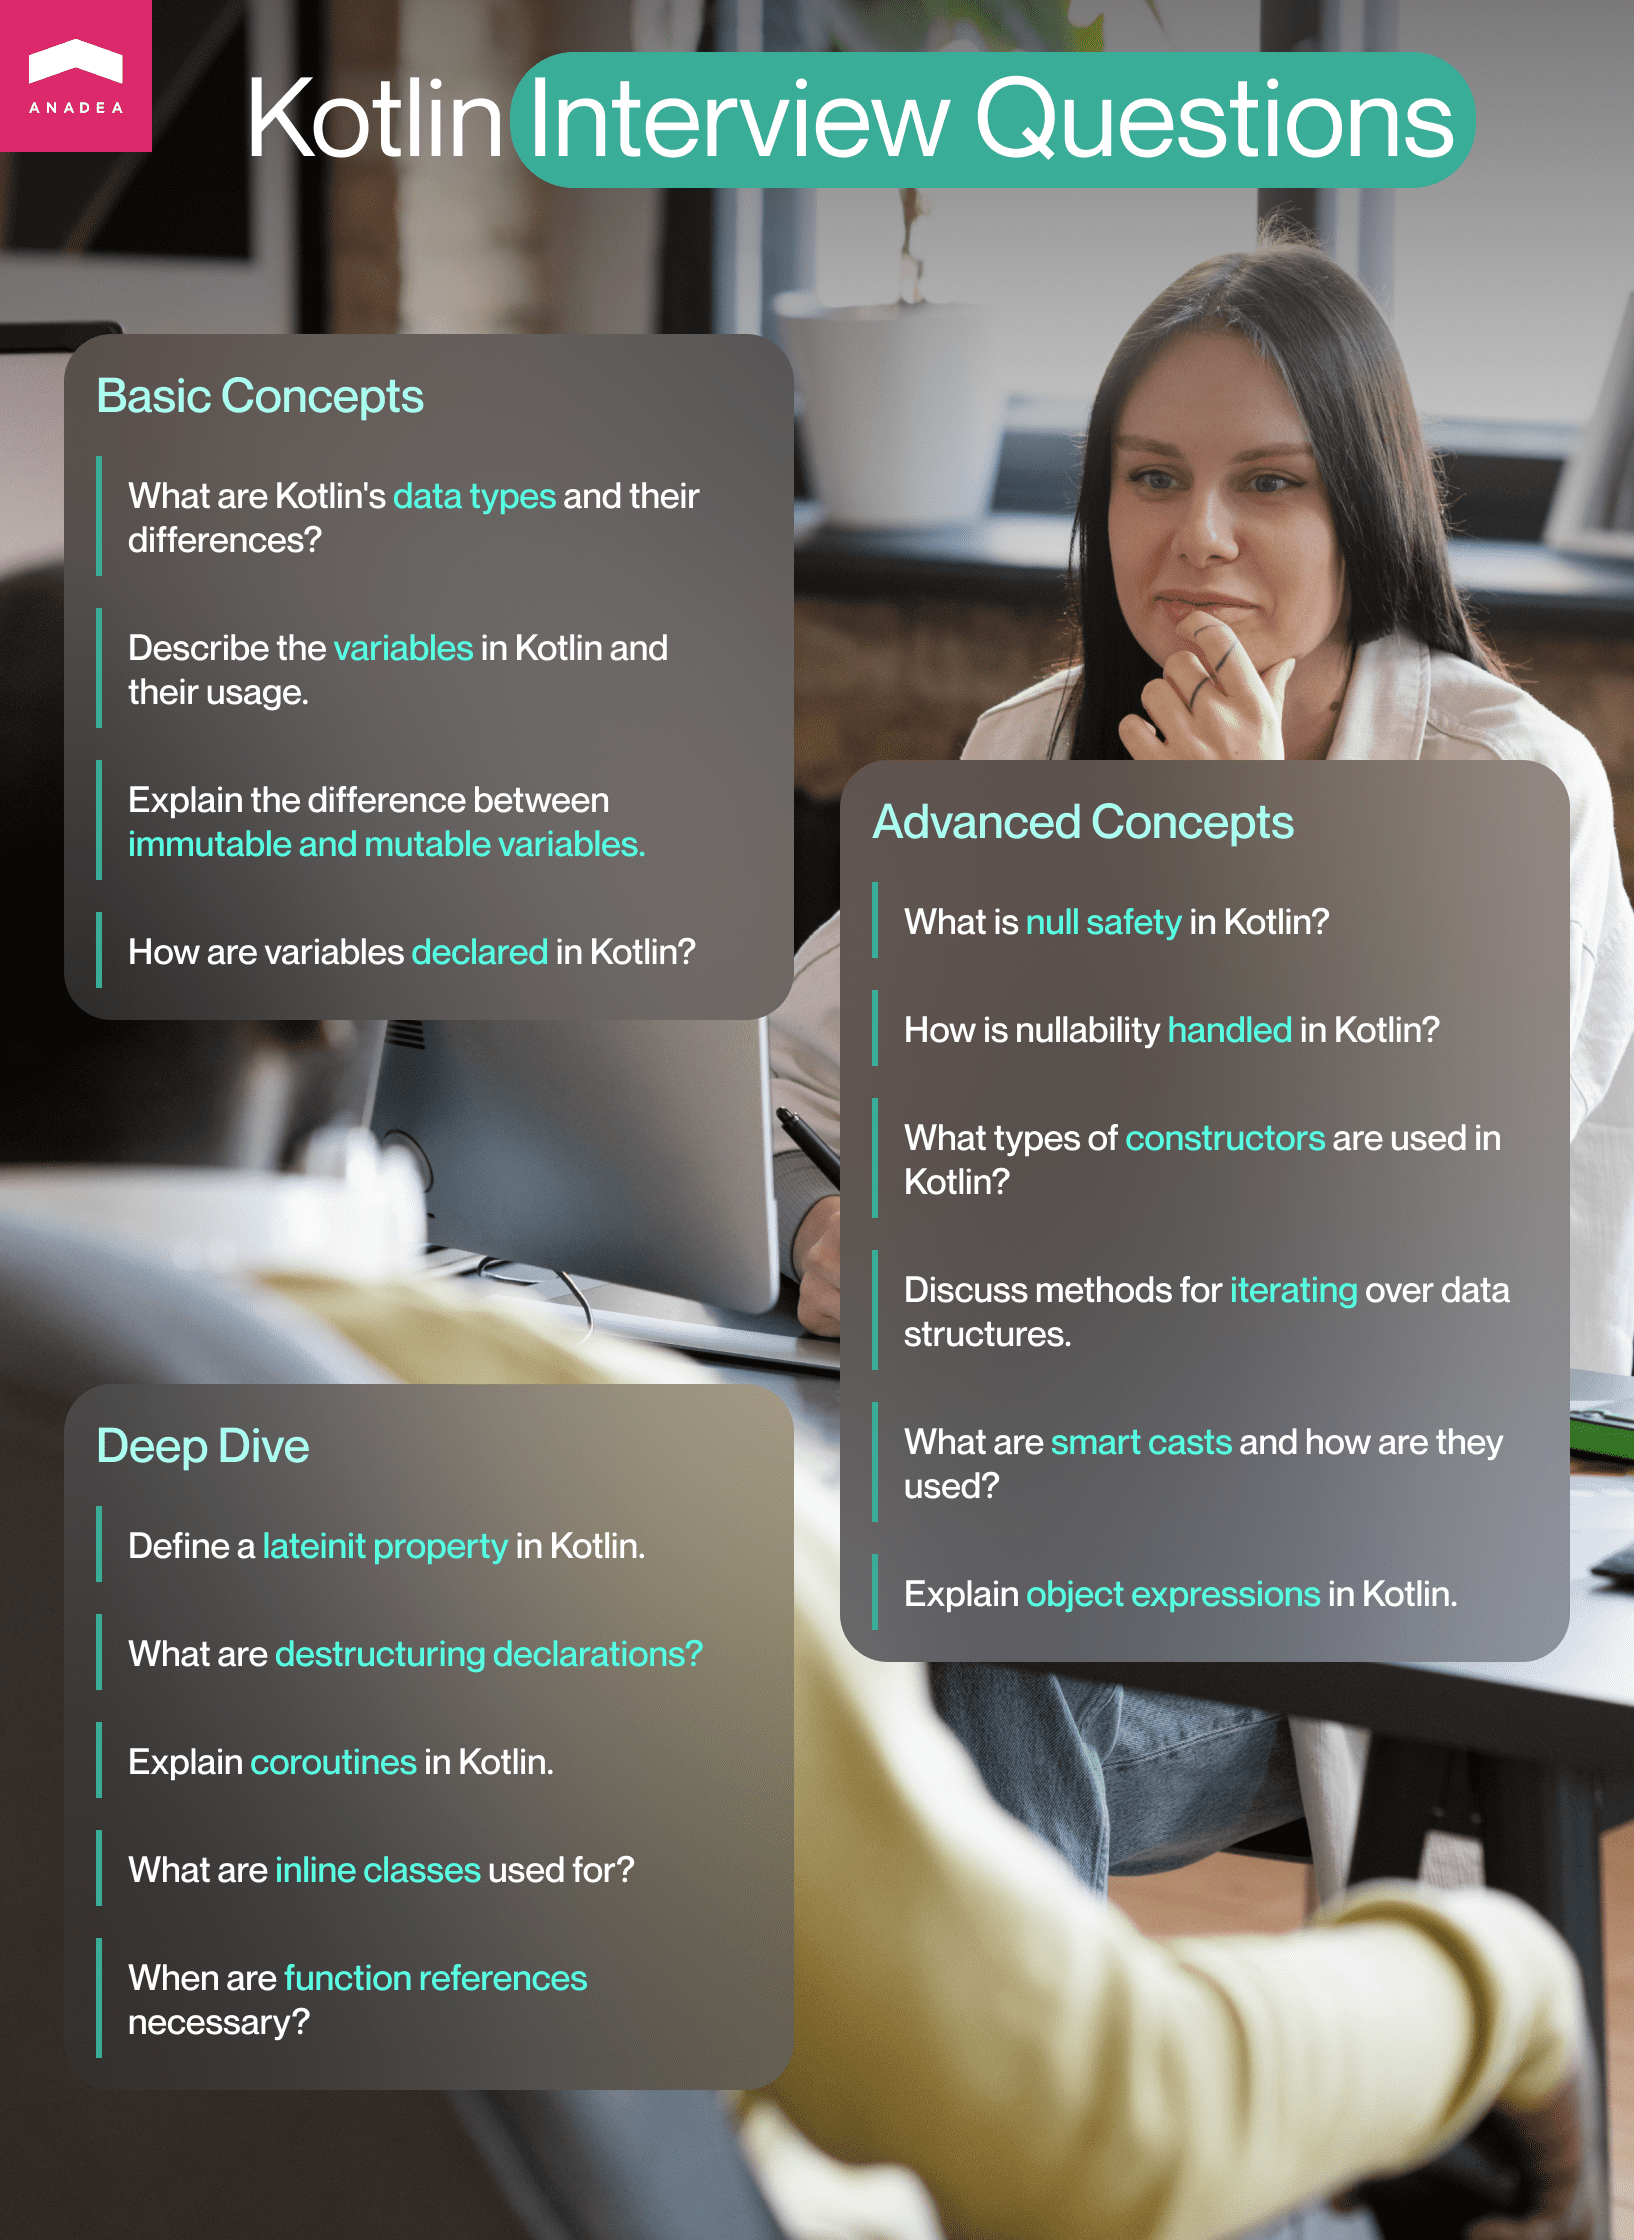 ANADEA
Kotlin Interview Questions
Basic Concepts
What are Kotlin's data types and their
differences?
Describe the variables in Kotlin and
their usage.
Explain the difference between
immutable and mutable variables.
How are variables declared in Kotlin?
Advanced Concepts
What is null safety in Kotlin?
How is nullability handled in Kotlin?
What types of constructors are used in
Kotlin?
Discuss methods for iterating over data
structures.
What are smart casts and how are they
used?
Explain object expressions in Kotlin.
Deep Dive
Define a lateinit property in Kotlin.
What are destructuring declarations?
Explain coroutines in Kotlin.
What are inline classes used for?
When are function references
necessary?